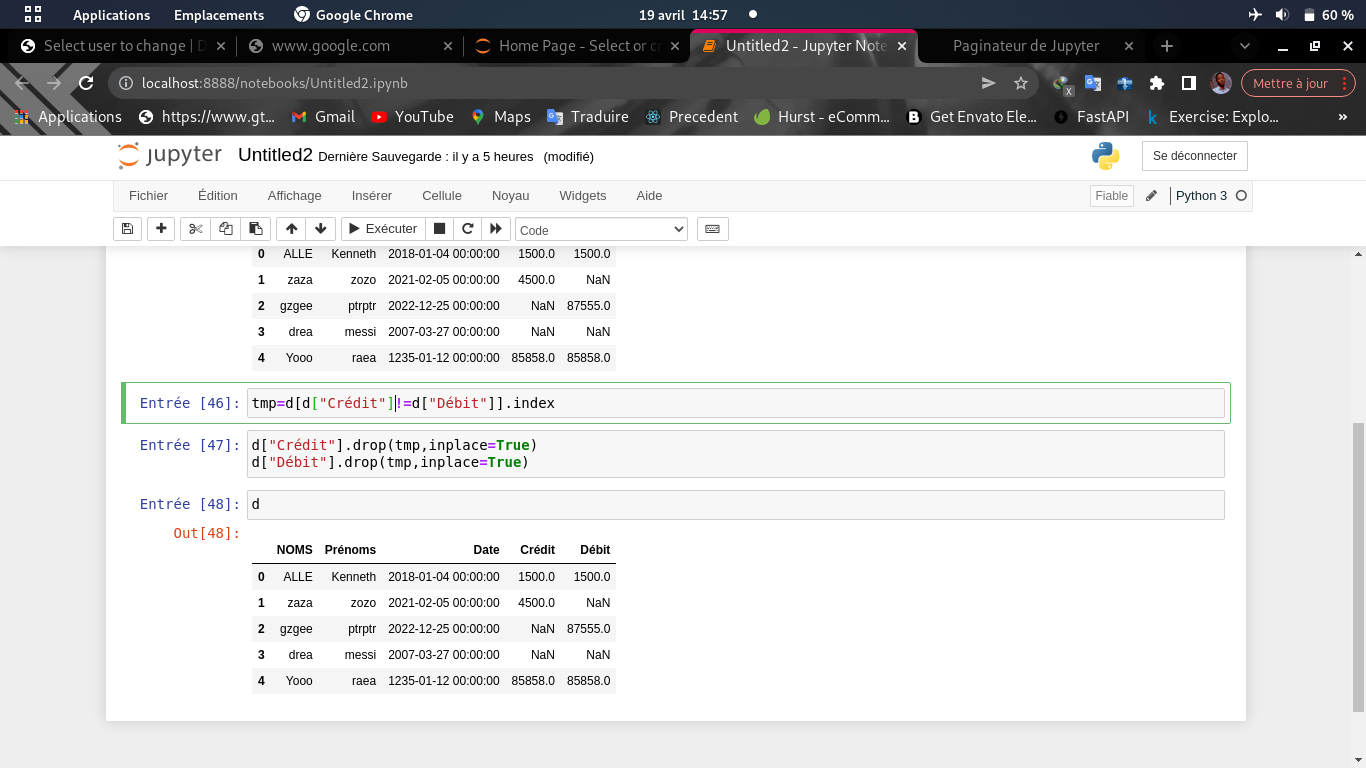 Applications Emplacements Google Chrome 19 avril 14:57 60 %
Select user to change | D www.google.com Home Page - Select or cr Untitled2 - Jupyter Note Paginateur de Jupyter
localhost:8888/notebooks/Untitled2.ipynb X Mettre à jour
Applications https://www.gt... Gmail YouTube Maps Traduire Precedent Hurst - eComm... Get Envato Ele... FastAPI Exercise: Explo... »
jupyter Untitled2 Dernière Sauvegarde : il y a 5 heures (modifié) Se déconnecter
Fichier Édition Affichage Insérer Cellule Noyau Widgets Aide Fiable Python 3
Exécuter Code
0 ALLE Kenneth 2018-01-04 00:00:00 1500.0 1500.0
1 zaza zozo 2021-02-05 00:00:00 4500.0 NaN
2 gzgee ptrptr 2022-12-25 00:00:00 NaN 87555.0
3 drea messi 2007-03-27 00:00:00 NaN NaN
4 Yooo raea 1235-01-12 00:00:00 85858.0 85858.0
Entrée [46]: tmp=d[d["Crédit"]!=d["Débit"]].index
Entrée [47]: d["Crédit"].drop(tmp,inplace=True)
d["Débit"].drop(tmp,inplace=True)
Entrée [48]: d
Out[48]:
NOMS Prénoms Date Crédit Débit
0 ALLE Kenneth 2018-01-04 00:00:00 1500.0 1500.0
1 zaza zozo 2021-02-05 00:00:00 4500.0 NaN
2 gzgee ptrptr 2022-12-25 00:00:00 NaN 87555.0
3 drea messi 2007-03-27 00:00:00 NaN NaN
4 Yooo raea 1235-01-12 00:00:00 85858.0 85858.0